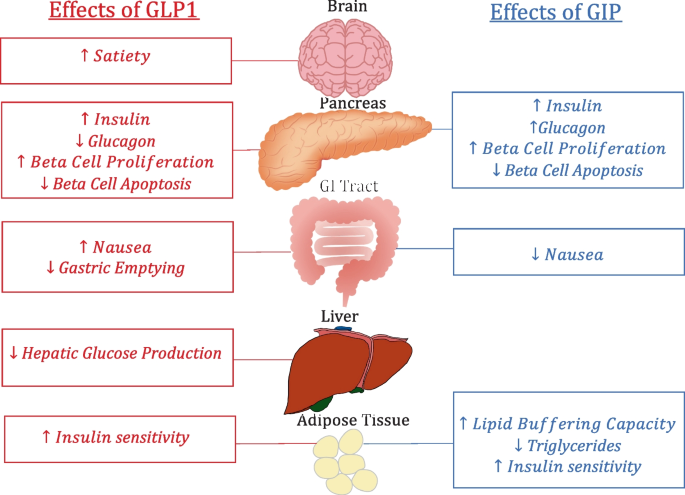 Effects of GLP1
Brain
Effects of GIP
↑ Satiety
Pancreas
↑ Insulin
↓ Glucagon
↑ Beta Cell Proliferation
↓ Beta Cell Apoptosis
↑ Insulin
↑Glucagon
↑ Beta Cell Proliferation
↓ Beta Cell Apoptosis
GI Tract
↑ Nausea
↓ Gastric Emptying
↓ Nausea
Liver
↓ Hepatic Glucose Production
Adipose Tissue
↑ Insulin sensitivity
↑ Lipid Buffering Capacity
↓ Triglycerides
↑ Insulin sensitivity